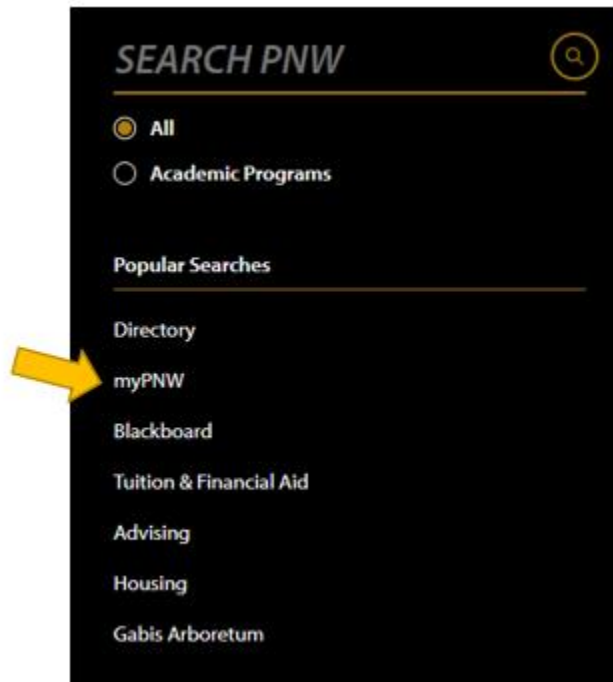 SEARCH PNW
All
Academic Programs
Popular Searches
Directory
myPNW
Blackboard
Tuition & Financial Aid
Advising
Housing
Gabis Arboretum